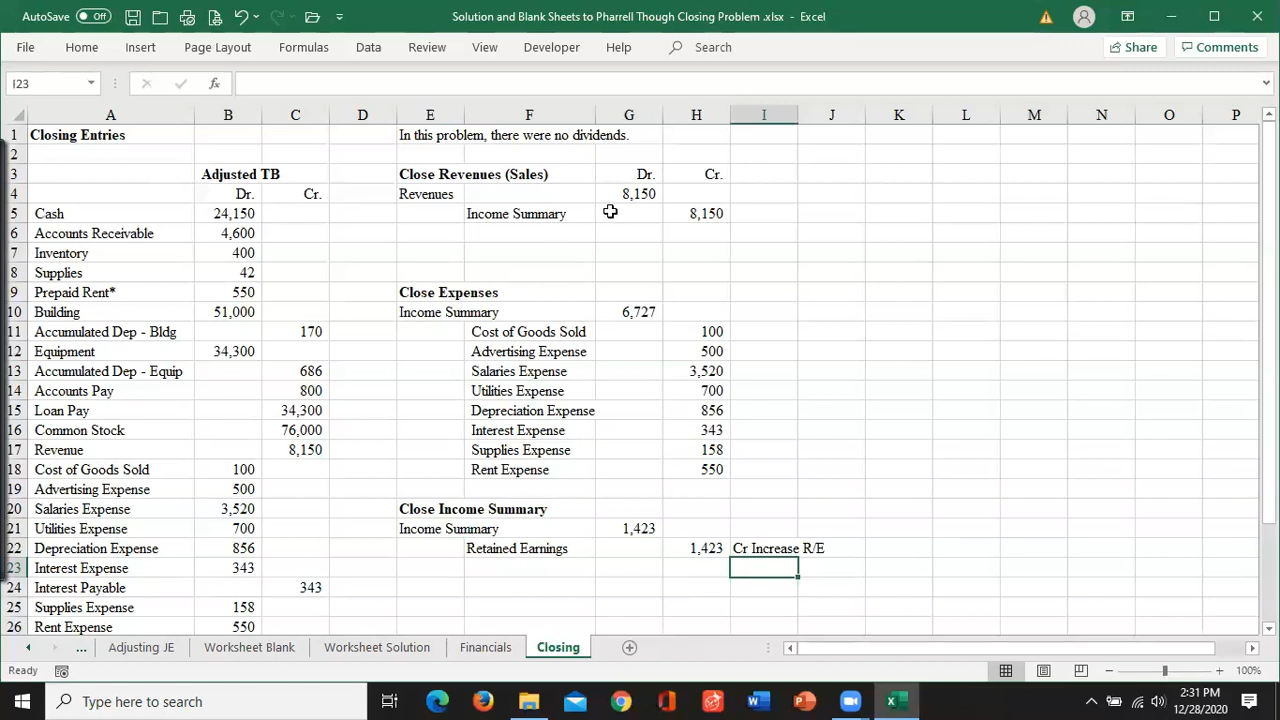 AutoSave Off Solution and Blank Sheets to Pharrell Though Closing Problem .xlsx - Excel
File Home Insert Page Layout Formulas Data Review View Developer Help Search Share Comments
I23 fx
A B C D E F G H I J K L M N O P
1 Closing Entries In this problem, there were no dividends.
2
3 Adjusted TB Close Revenues (Sales) Dr. Cr.
4 Dr. Cr. Revenues 8,150
5 Cash 24,150 Income Summary 8,150
6 Accounts Receivable 4,600
7 Inventory 400
8 Supplies 42
9 Prepaid Rent* 550 Close Expenses
10 Building 51,000 Income Summary 6,727
11 Accumulated Dep - Bldg 170 Cost of Goods Sold 100
12 Equipment 34,300 Advertising Expense 500
13 Accumulated Dep - Equip 686 Salaries Expense 3,520
14 Accounts Pay 800 Utilities Expense 700
15 Loan Pay 34,300 Depreciation Expense 856
16 Common Stock 76,000 Interest Expense 343
17 Revenue 8,150 Supplies Expense 158
18 Cost of Goods Sold 100 Rent Expense 550
19 Advertising Expense 500
20 Salaries Expense 3,520 Close Income Summary
21 Utilities Expense 700 Income Summary 1,423
22 Depreciation Expense 856 Retained Earnings 1,423 Cr Increase R/E
23 Interest Expense 343
24 Interest Payable 343
25 Supplies Expense 158
26 Rent Expense 550
... Adjusting JE Worksheet Blank Worksheet Solution Financials Closing
Ready 100%
Type here to search 2:31 PM
12/28/2020